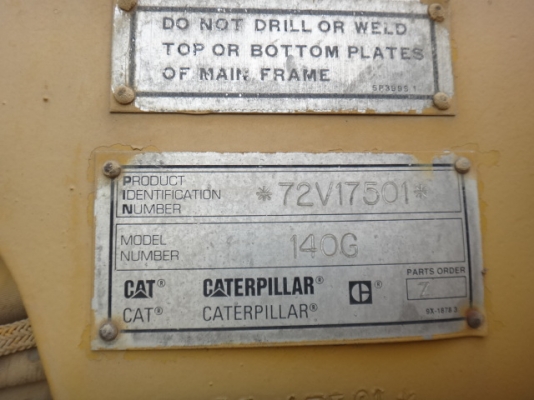 DO NOT DRILL OR WELD
TOP OR BOTTOM PLATES
OF MAIN FRAME
PRODUCT
IDENTIFICATION
NUMBER
*72V17501*
MODEL
NUMBER
140G
PARTS ORDER
Z
CAT® CATERPILLAR® C®
CAT® CATERPILLAR®